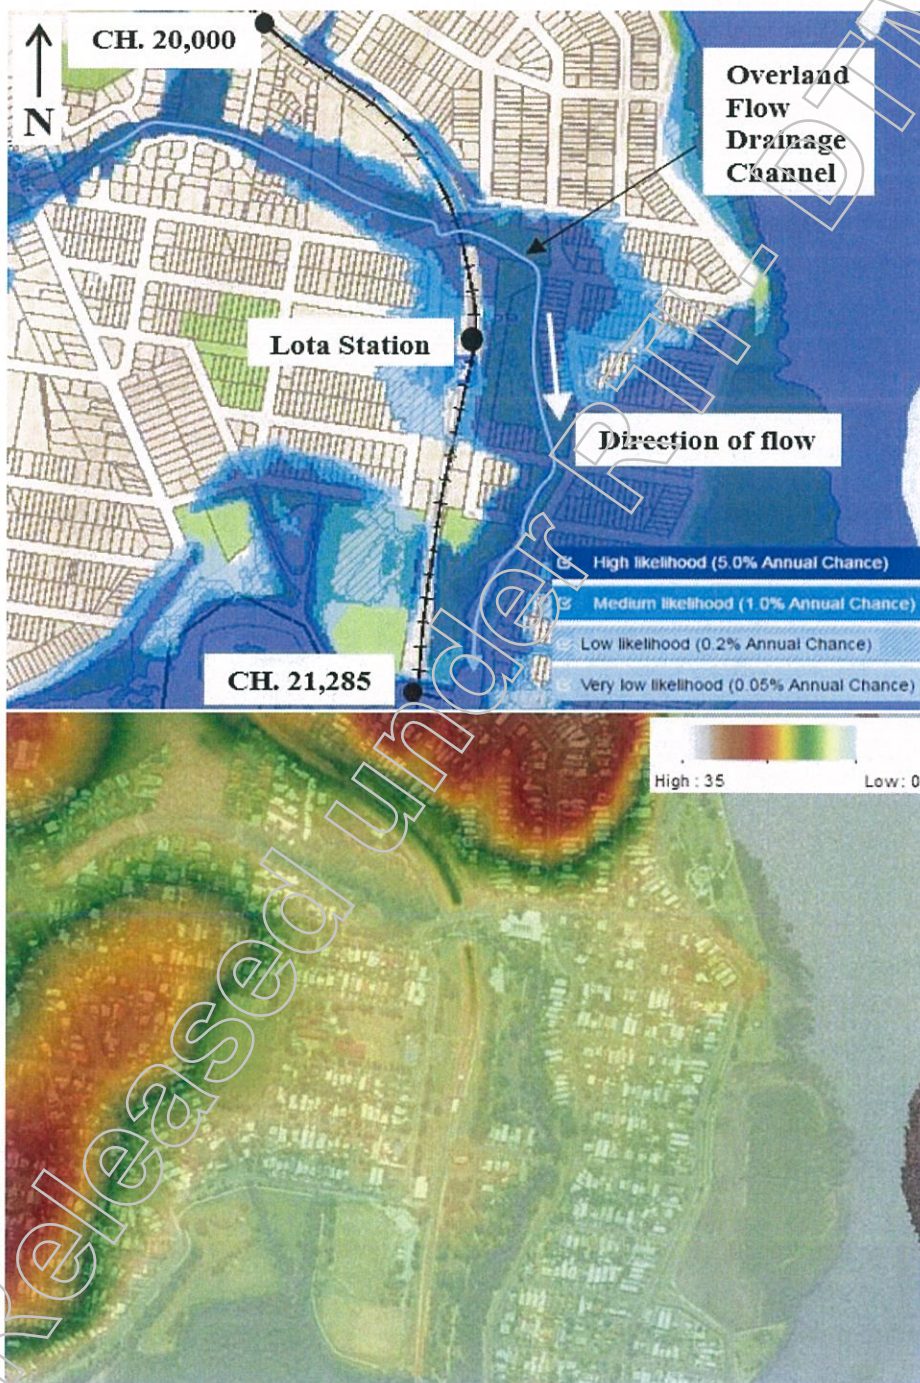 CH. 20,000
N
Overland
Flow
Drainage
Channel
Lota Station
Direction of flow
High likelihood (5.0% Annual Chance)
Medium likelihood (1.0% Annual Chance)
Low likelihood (0.2% Annual Chance)
Very low likelihood (0.05% Annual Chance)
CH. 21,285
High : 35
Low : 0
Released under RTI - DTM